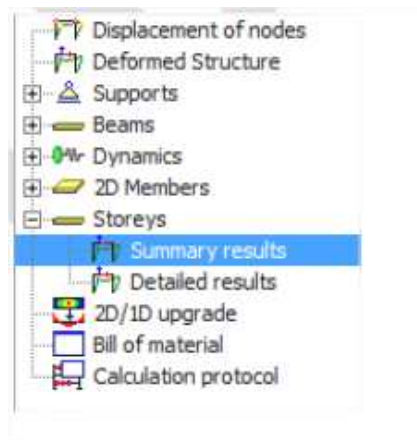 Displacement of nodes
Deformed Structure
Supports
Beams
Dynamics
2D Members
Storeys
Summary results
Detailed results
2D/1D upgrade
Bill of material
Calculation protocol